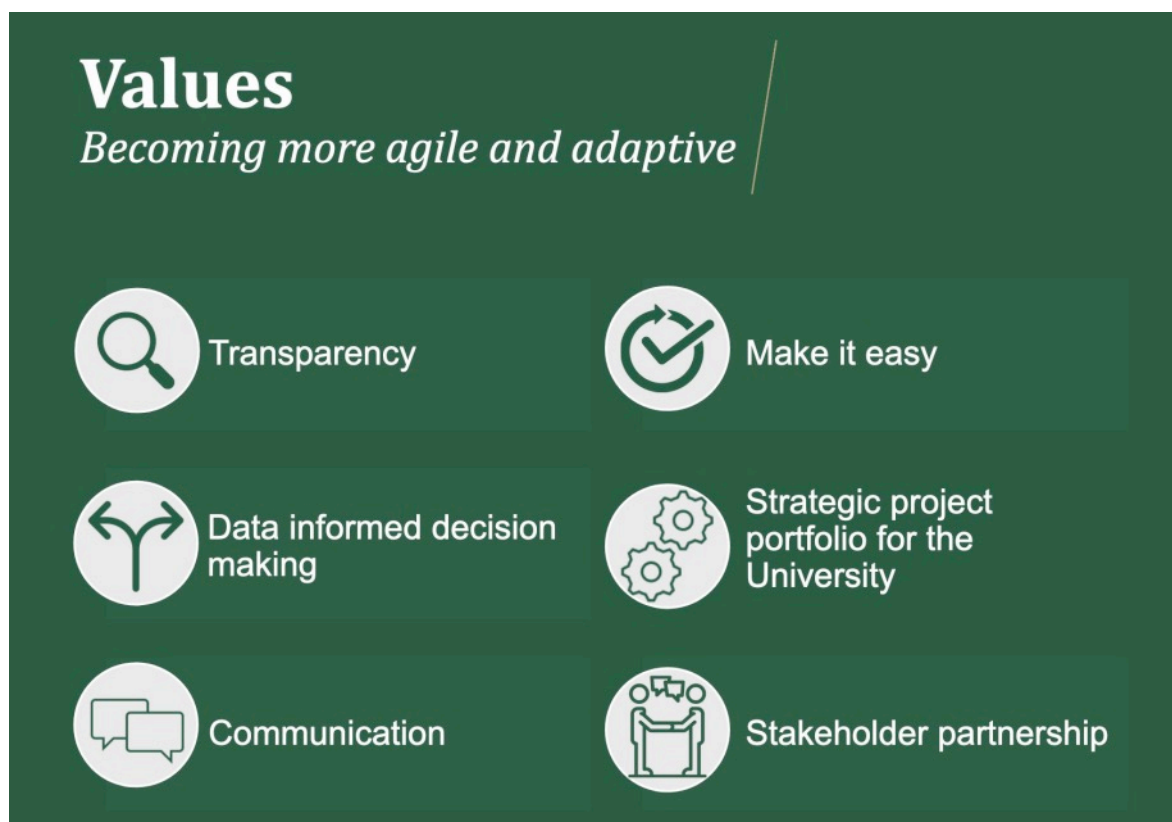 Values
Becoming more agile and adaptive
Transparency
Make it easy
Data informed decision
making
Strategic project
portfolio for the
University
Communication
Stakeholder partnership